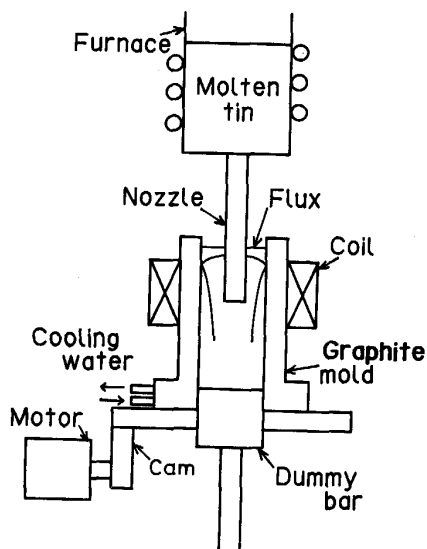 Furnace
Molten
tin
Nozzle
Flux
Coil
Cooling
water
Graphite
mold
Motor
Cam
Dummy
bar